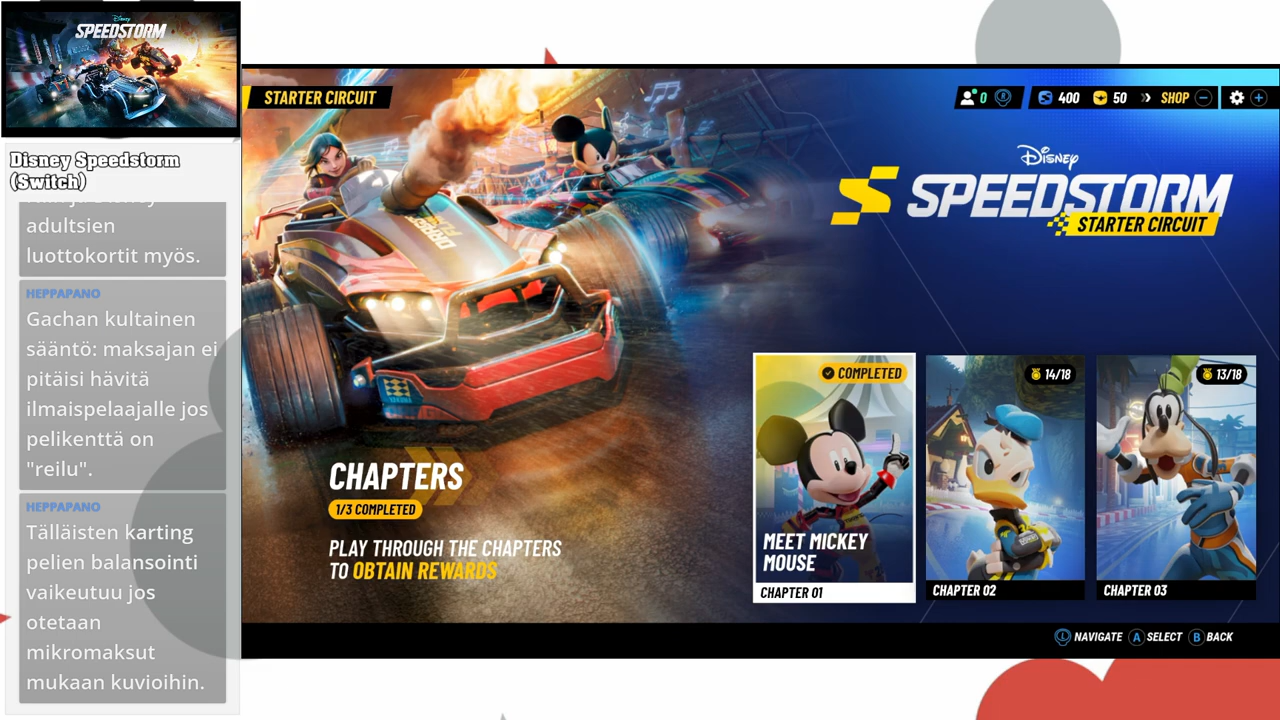 Disney
SPEEDSTORM
Disney Speedstorm
(Switch)
adultsien
luottokortit myös.
HEPPAPANO
Gachan kultainen
sääntö: maksajan ei
pitäisi hävitä
ilmaispelaajalle jos
pelikenttä on
"reilu".
HEPPAPANO
Tälläisten karting
pelien balansointi
vaikeutuu jos
otetaan
mikromaksut
mukaan kuvioihin.
STARTER CIRCUIT
0 R 400 50 SHOP
Disney
SPEEDSTORM
STARTER CIRCUIT
CHAPTERS
1/3 COMPLETED
PLAY THROUGH THE CHAPTERS
TO OBTAIN REWARDS
COMPLETED
MEET MICKEY
MOUSE
CHAPTER 01
14/18
CHAPTER 02
13/18
CHAPTER 03
L NAVIGATE A SELECT B BACK